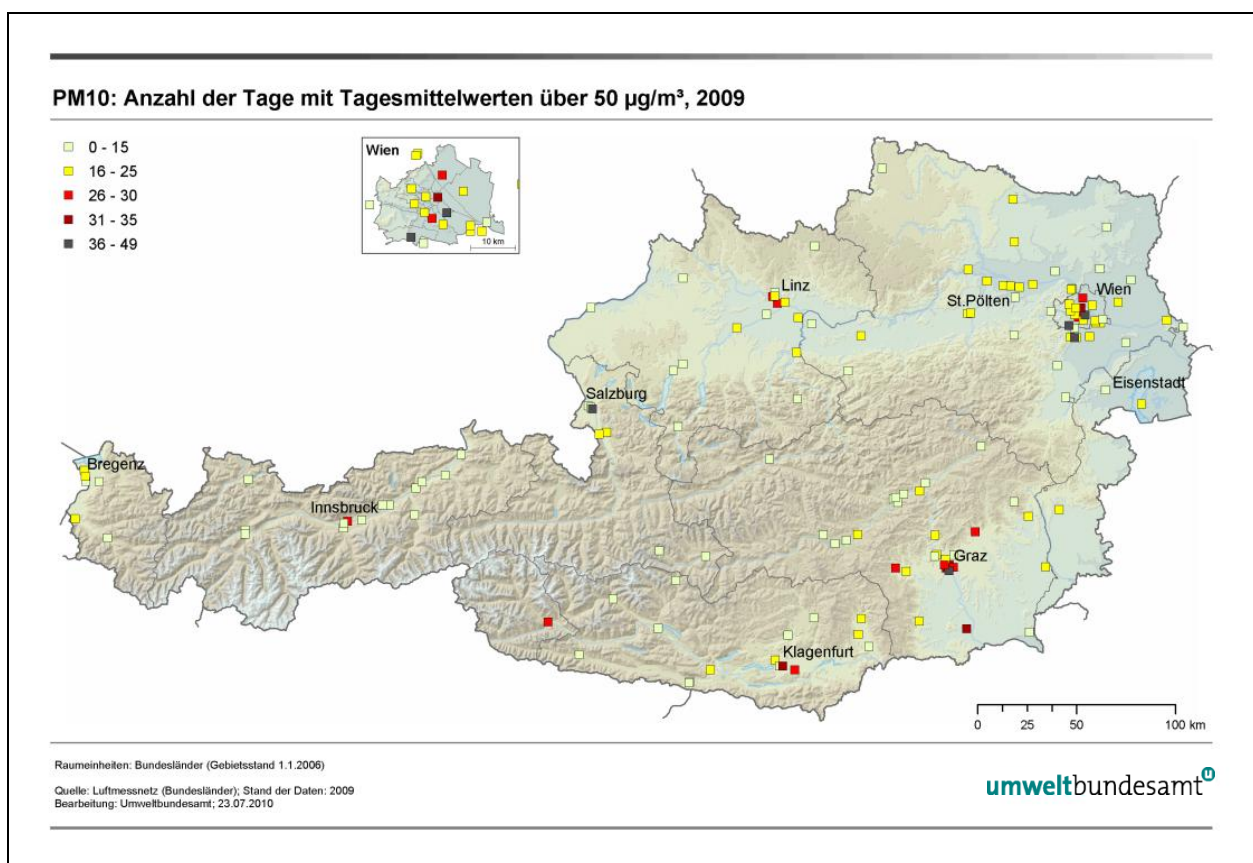 PM10: Anzahl der Tage mit Tagesmittelwerten über 50 µg/m³, 2009
0 - 15
16 - 25
26 - 30
31 - 35
36 - 49
Wien
10 km
Linz
St.Pölten
Wien
Eisenstadt
Salzburg
Bregenz
Innsbruck
Graz
Klagenfurt
0 25 50 100 km
Raumeinheiten: Bundesländer (Gebietsstand 1.1.2006)
Quelle: Luftmessnetz (Bundesländer); Stand der Daten: 2009
Bearbeitung: Umweltbundesamt; 23.07.2010
umweltbundesamt u